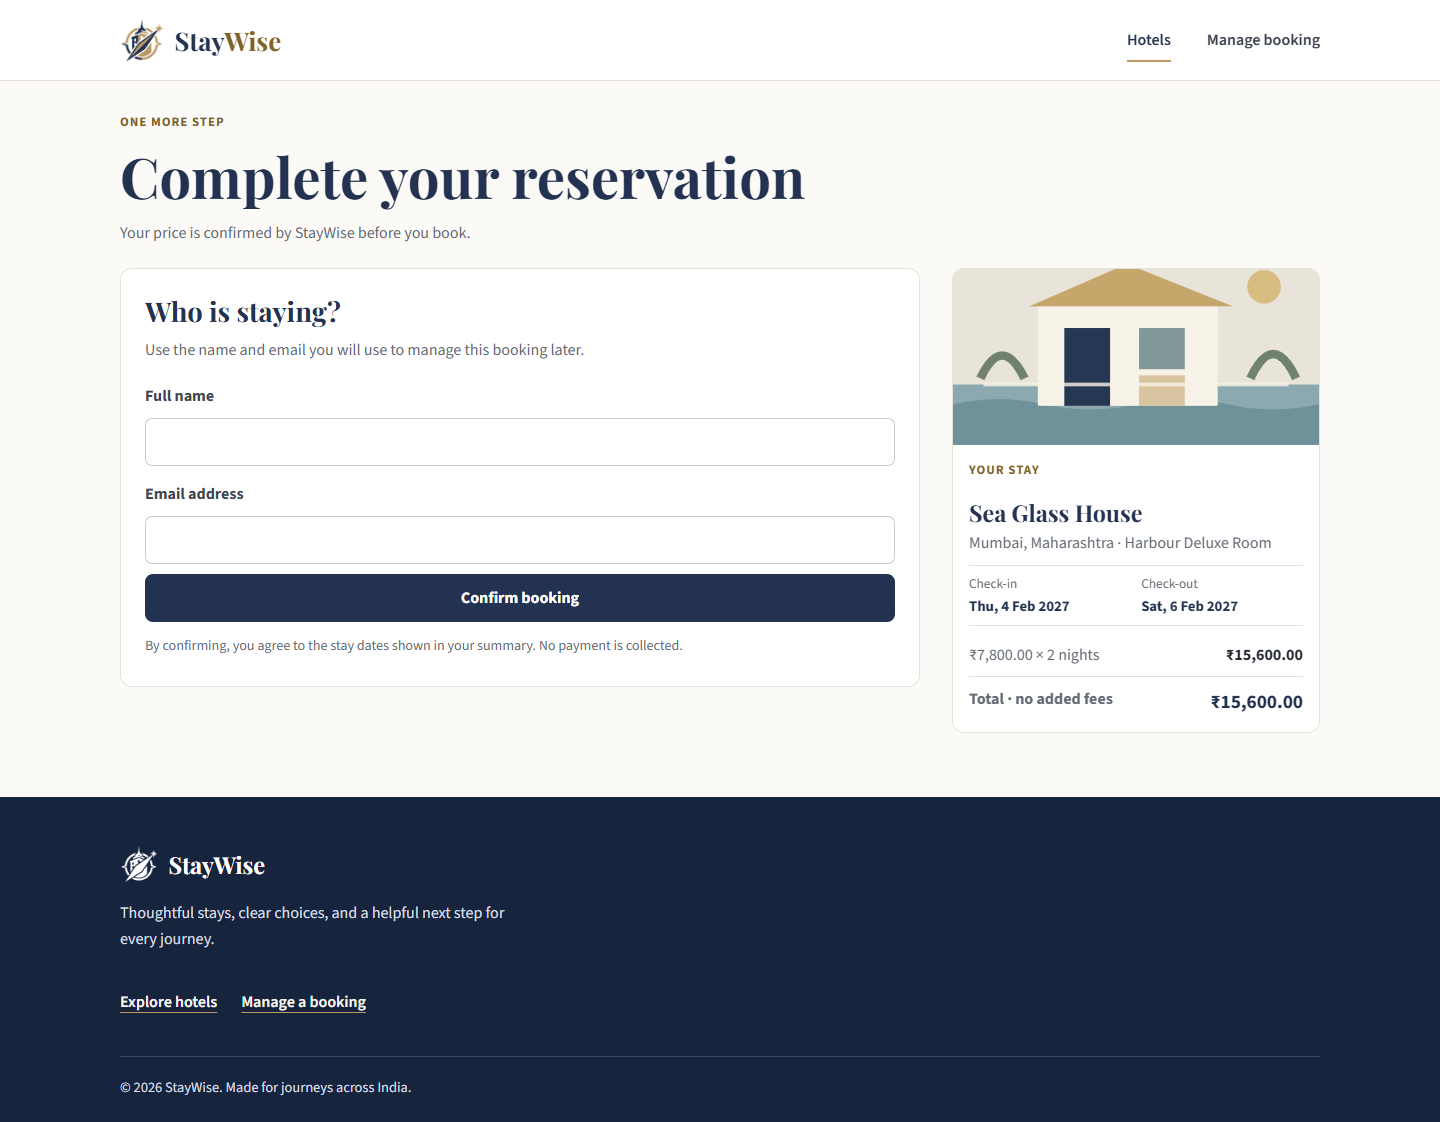 StayWise
Hotels
Manage booking
ONE MORE STEP
Complete your reservation
Your price is confirmed by StayWise before you book.
Who is staying?
Use the name and email you will use to manage this booking later.
Full name
Email address
Confirm booking
By confirming, you agree to the stay dates shown in your summary. No payment is collected.
YOUR STAY
Sea Glass House
Mumbai, Maharashtra · Harbour Deluxe Room
Check-in
Check-out
Thu, 4 Feb 2027
Sat, 6 Feb 2027
₹7,800.00 × 2 nights
₹15,600.00
Total · no added fees
₹15,600.00
StayWise
Thoughtful stays, clear choices, and a helpful next step for
every journey.
Explore hotels
Manage a booking
© 2026 StayWise. Made for journeys across India.